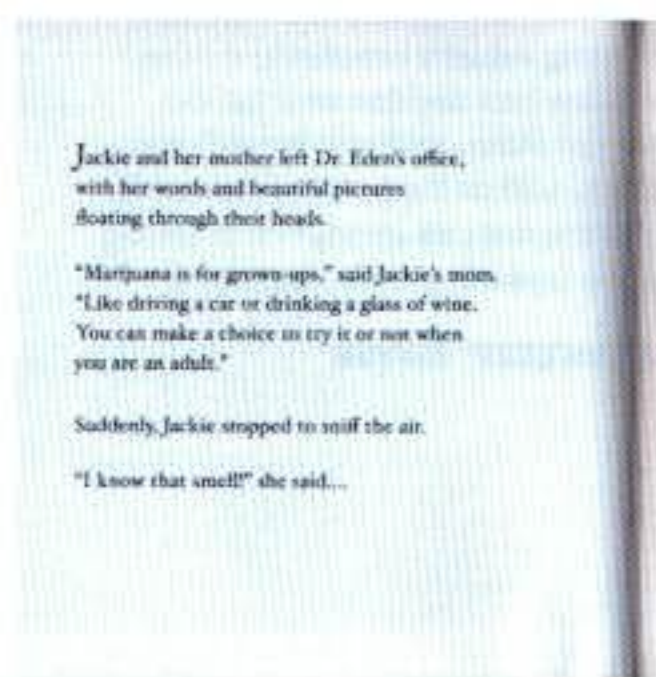 Jackie and her mother left Dr. Eden's office,
with her words and beautiful pictures
floating through their heads.
"Marijuana is for grown-ups," said Jackie's mom.
"Like driving a car or drinking a glass of wine.
You can make a choice to try it or not when
you are an adult."
Suddenly, Jackie stopped to sniff the air.
"I know that smell!" she said....